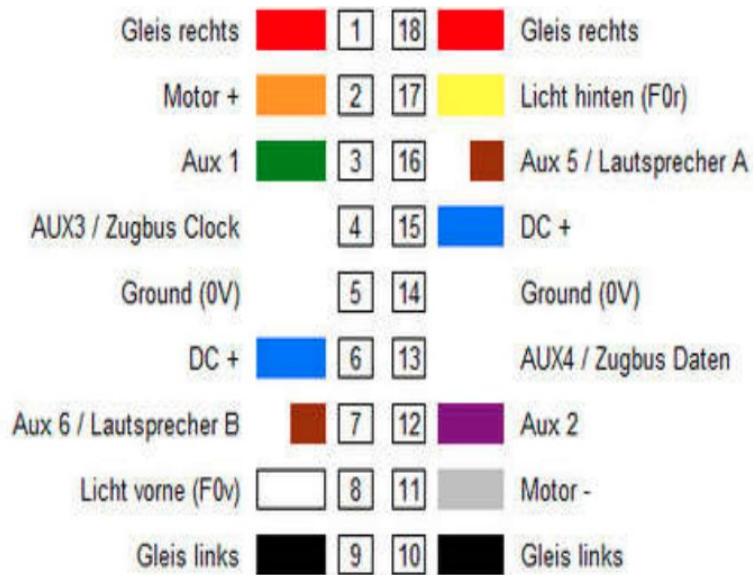 Gleis rechts 1 18 Gleis rechts
Motor + 2 17 Licht hinten (F0r)
Aux 1 3 16 Aux 5 / Lautsprecher A
AUX3 / Zugbus Clock 4 15 DC +
Ground (0V) 5 14 Ground (0V)
DC + 6 13 AUX4 / Zugbus Daten
Aux 6 / Lautsprecher B 7 12 Aux 2
Licht vorne (F0v) 8 11 Motor -
Gleis links 9 10 Gleis links